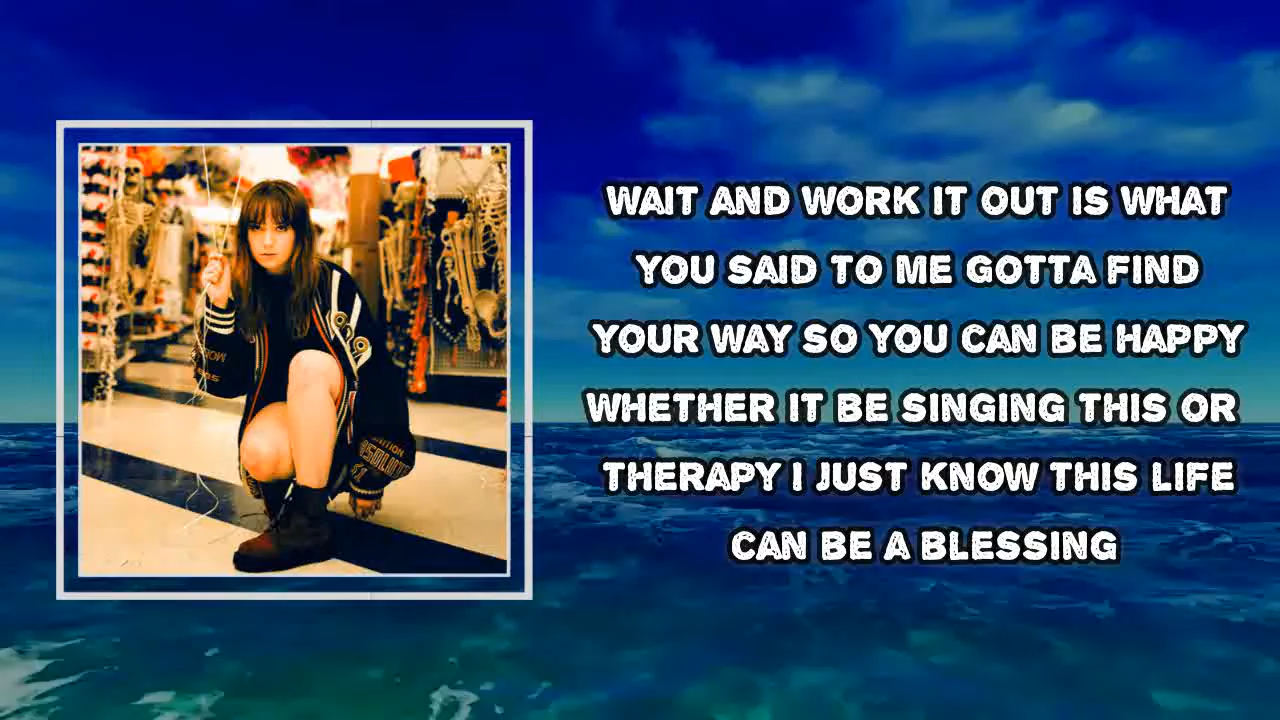 WAIT AND WORK IT OUT IS WHAT
YOU SAID TO ME GOTTA FIND
YOUR WAY SO YOU CAN BE HAPPY
WHETHER IT BE SINGING THIS OR
THERAPY I JUST KNOW THIS LIFE
CAN BE A BLESSING